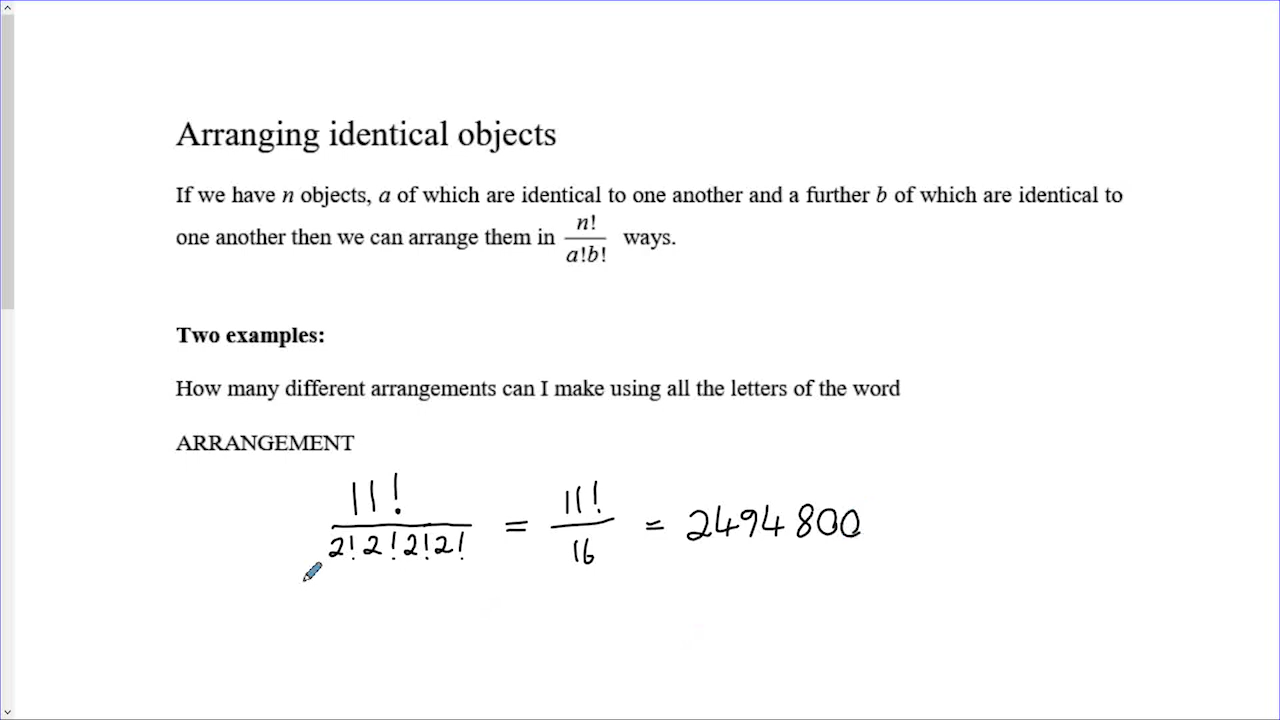 Arranging identical objects
If we have n objects, a of which are identical to one another and a further b of which are identical to
one another then we can arrange them in n!/a!b! ways.
Two examples:
How many different arrangements can I make using all the letters of the word
ARRANGEMENT
11!/2!2!2!2! = 11!/16 = 2494800